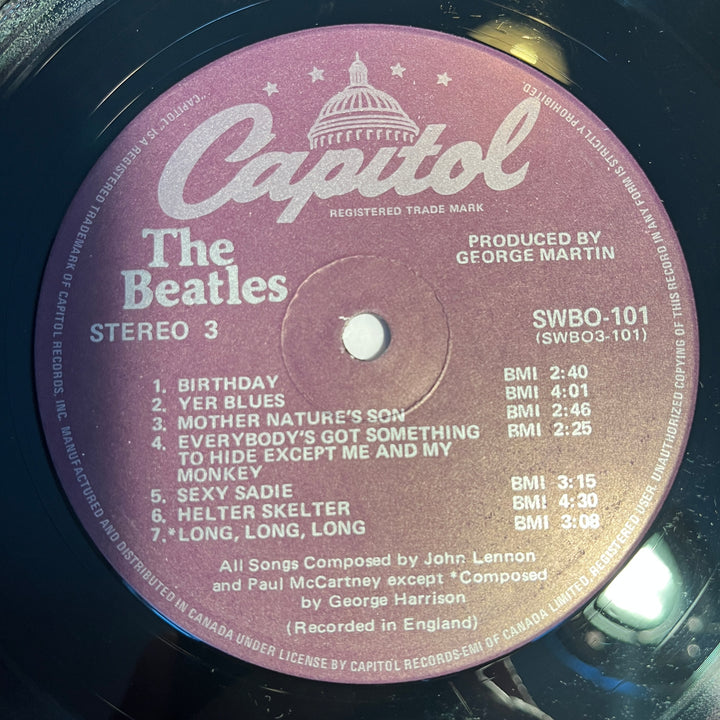 Capitol
REGISTERED TRADE MARK
The
Beatles
PRODUCED BY
GEORGE MARTIN
STEREO 3
SWBO-101
(SWBO3-101)
1. BIRTHDAY BMI 2:40
2. YER BLUES BMI 4:01
3. MOTHER NATURE'S SON BMI 2:46
4. EVERYBODY'S GOT SOMETHING BMI 2:25
TO HIDE EXCEPT ME AND MY
MONKEY
5. SEXY SADIE BMI 3:15
6. HELTER SKELTER BMI 4:30
7.*LONG, LONG, LONG BMI 3:08
All Songs Composed by John Lennon
and Paul McCartney except *Composed
by George Harrison
(Recorded in England)
"CAPITOL" IS A REGISTERED TRADEMARK OF CAPITOL RECORDS, INC. MANUFACTURED AND DISTRIBUTED IN CANADA UNDER LICENSE BY CAPITOL RECORDS-EMI OF CANADA LIMITED. REGISTERED USER. UNAUTHORIZED COPYING OF THIS RECORD IN ANY FORM IS STRICTLY PROHIBITED